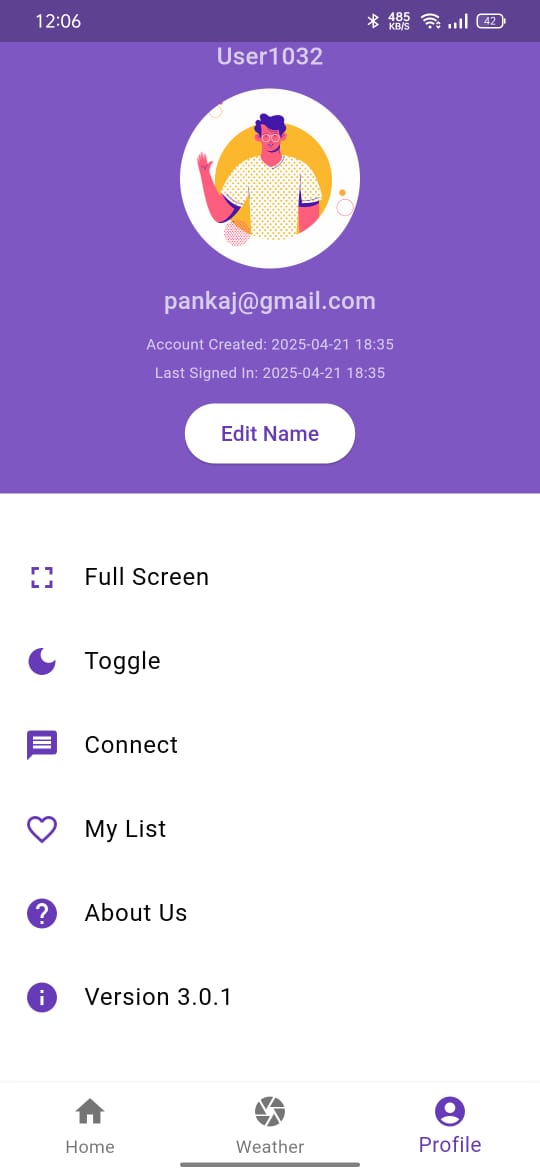 12:06
485
KB/S
42
User1032
pankaj@gmail.com
Account Created: 2025-04-21 18:35
Last Signed In: 2025-04-21 18:35
Edit Name
Full Screen
Toggle
Connect
My List
About Us
Version 3.0.1
Home
Weather
Profile